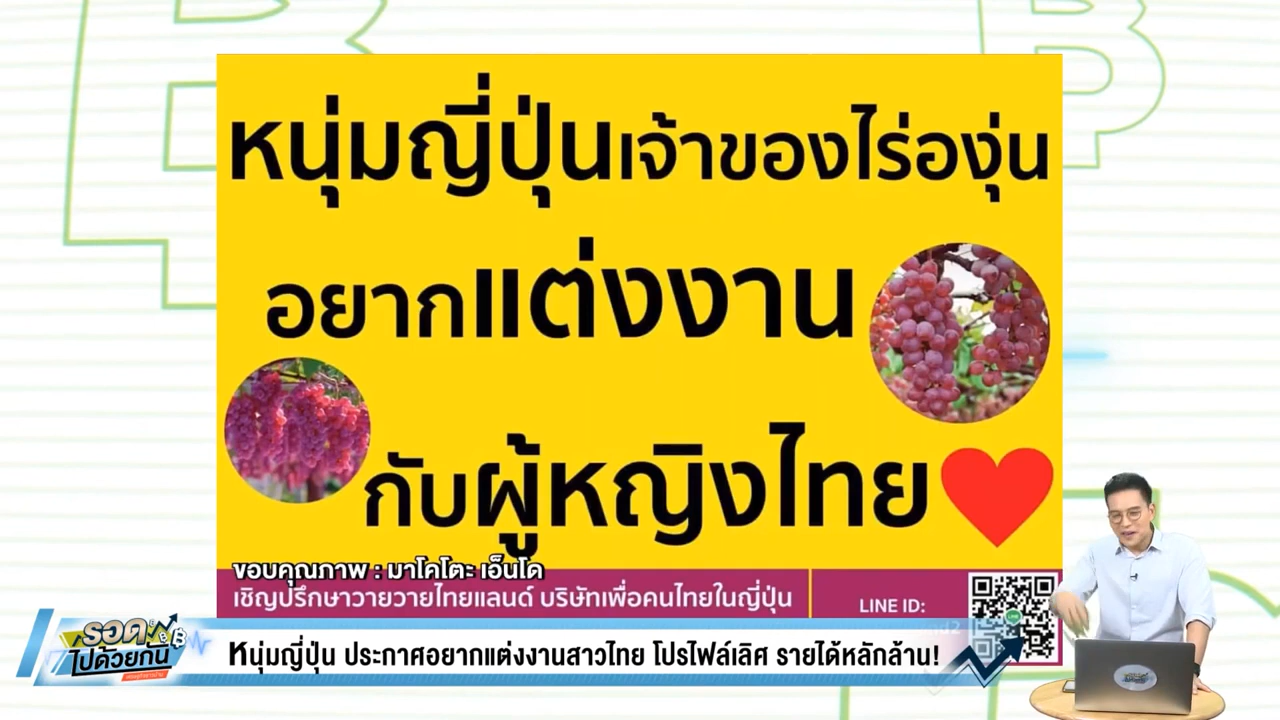 หนุ่มญี่ปุ่นเจ้าของไร่องุ่น
อยากแต่งงาน
กับผู้หญิงไทย
ขอบคุณภาพ : มาโคโตะ เอ็นโด
เชิญปรึกษาวายวายไทยแลนด์ บริษัทเพื่อคนไทยในญี่ปุ่น
LINE ID:
รอด
ไปด้วยกัน
หนุ่มญี่ปุ่น ประกาศอยากแต่งงานสาวไทย โปรไฟล์เลิศ รายได้หลักล้าน!